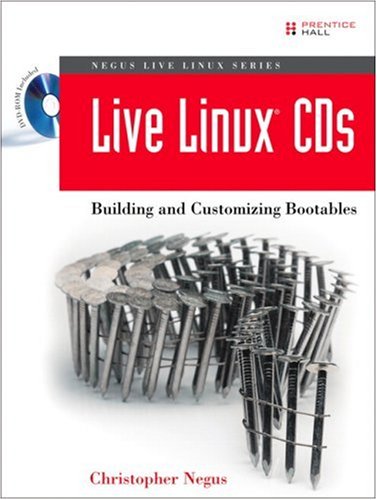 PRENTICE
HALL
NEGUS LIVE LINUX SERIES
DVD-ROM Included
Live Linux® CDs
Building and Customizing Bootables
Christopher Negus